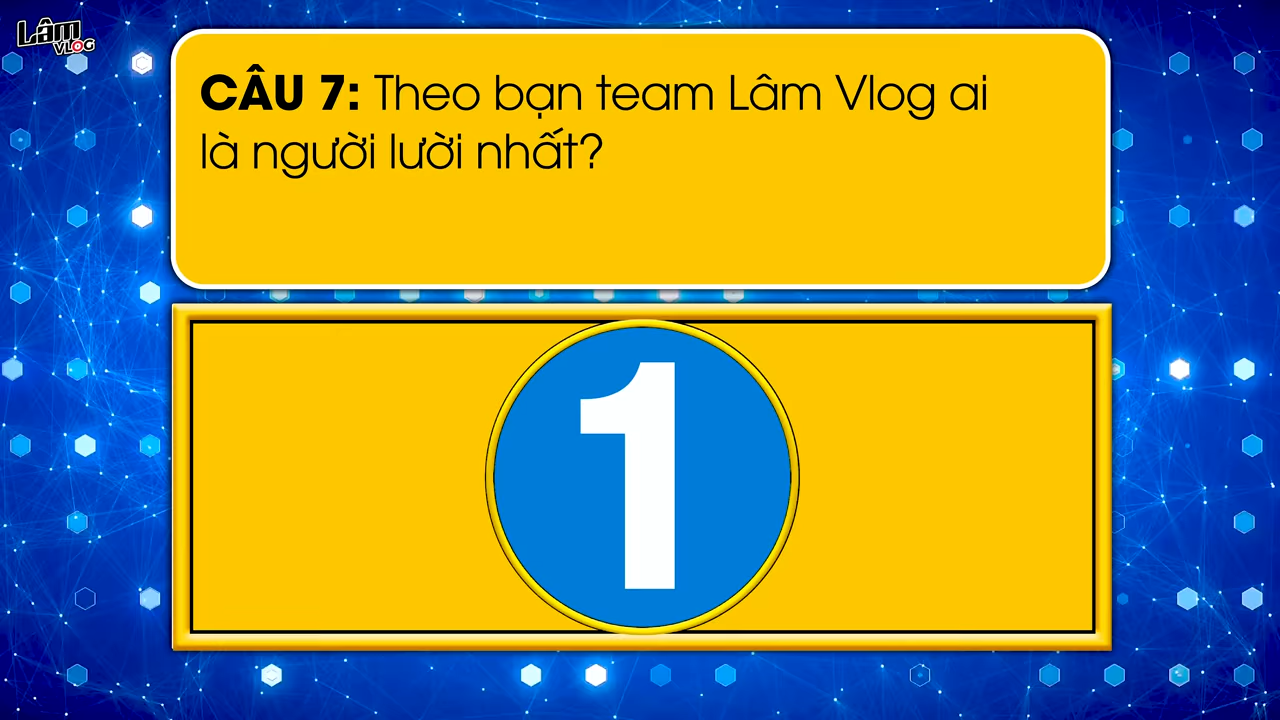 Lâm
VLOG
CÂU 7: Theo bạn team Lâm Vlog ai
là người lười nhất?
1